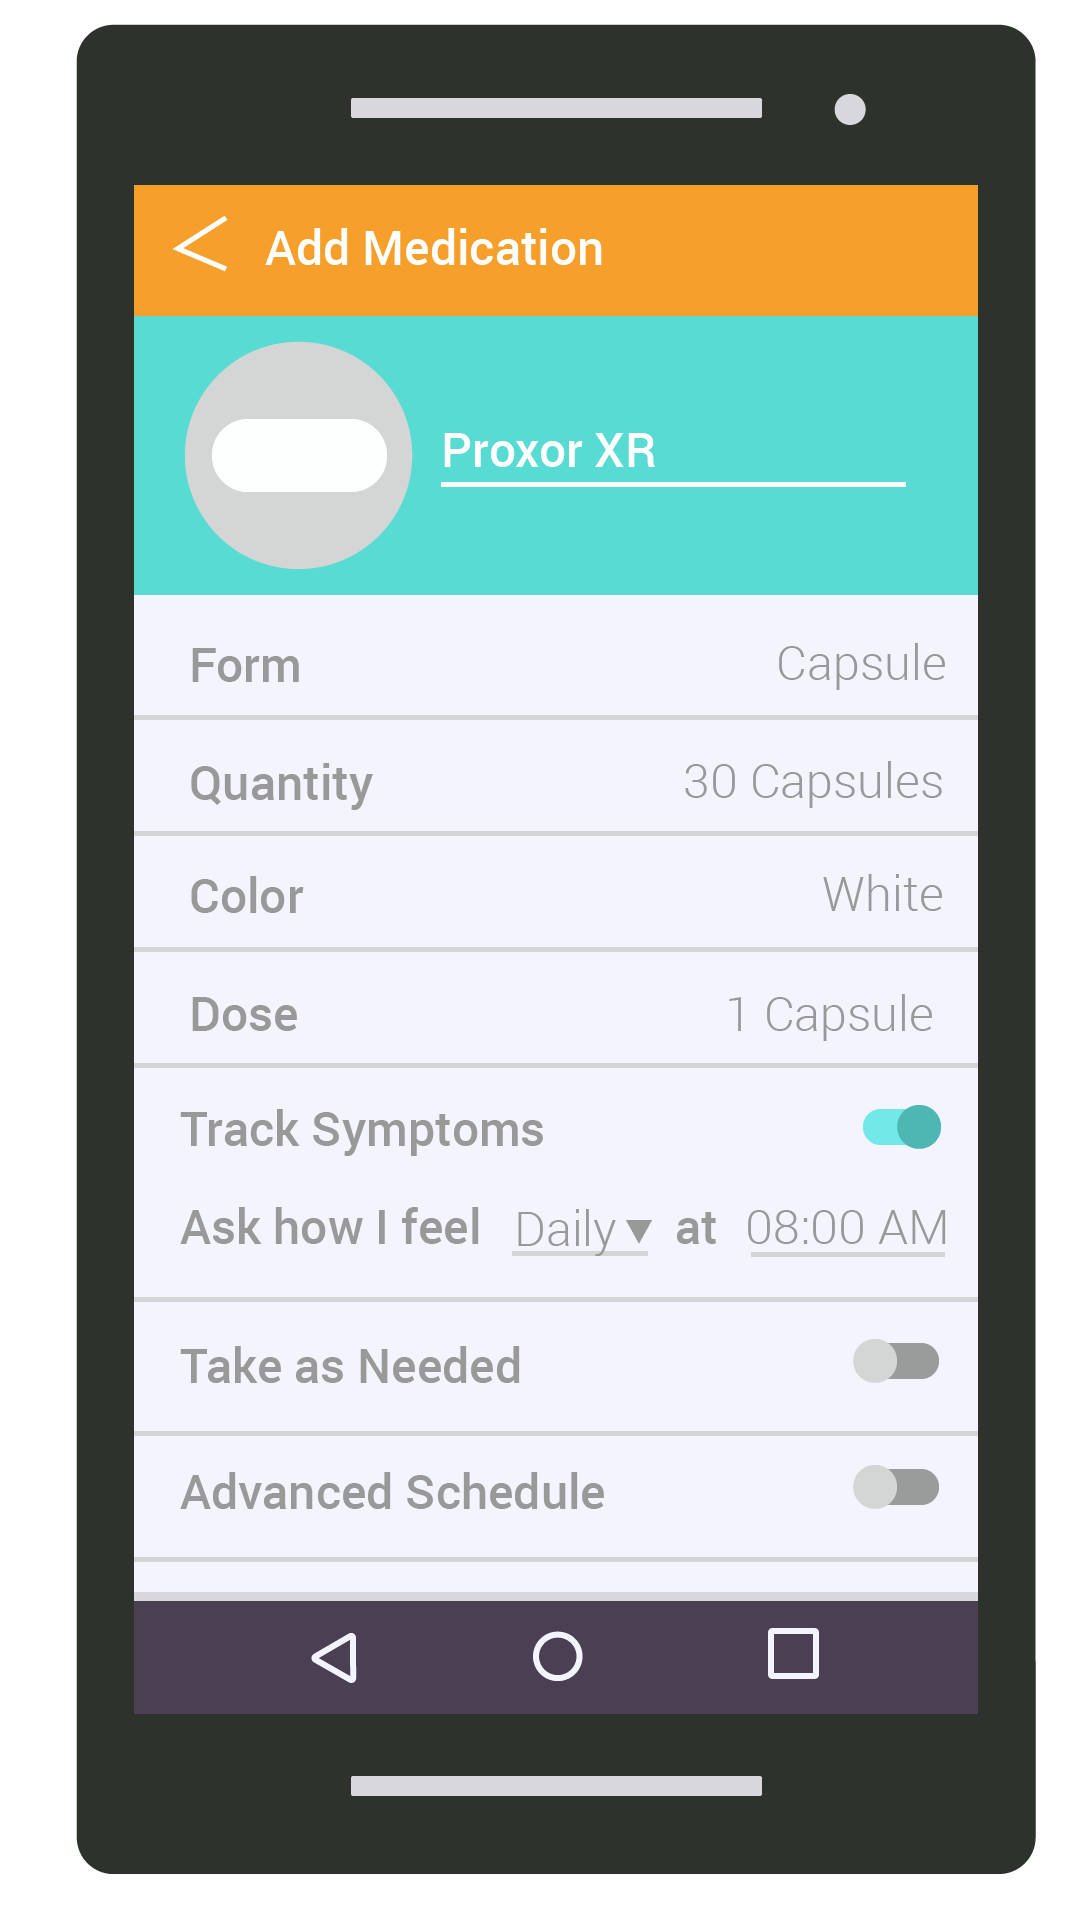 Add Medication
Proxor XR
Form Capsule
Quantity 30 Capsules
Color White
Dose 1 Capsule
Track Symptoms
Ask how I feel Daily at 08:00 AM
Take as Needed
Advanced Schedule